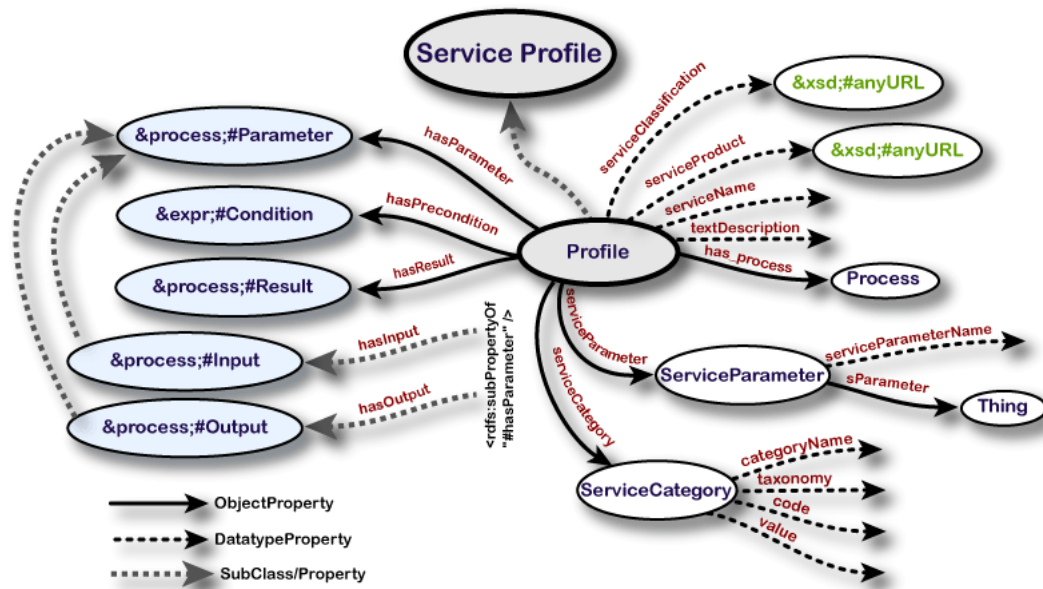 Service Profile
&xsd;#anyURL
serviceClassification
&process;#Parameter
hasParameter
serviceProduct
&xsd;#anyURL
serviceName
&expr;#Condition
hasPrecondition
textDescription
Profile
has_process
hasResult
&process;#Result
Process
<rdfs:subPropertyOf
"#hasParameter" />
serviceParameter
hasInput
&process;#Input
serviceParameterName
ServiceParameter
sParameter
serviceCategory
hasOutput
Thing
&process;#Output
categoryName
ServiceCategory
taxonomy
code
value
ObjectProperty
DatatypeProperty
SubClass/Property